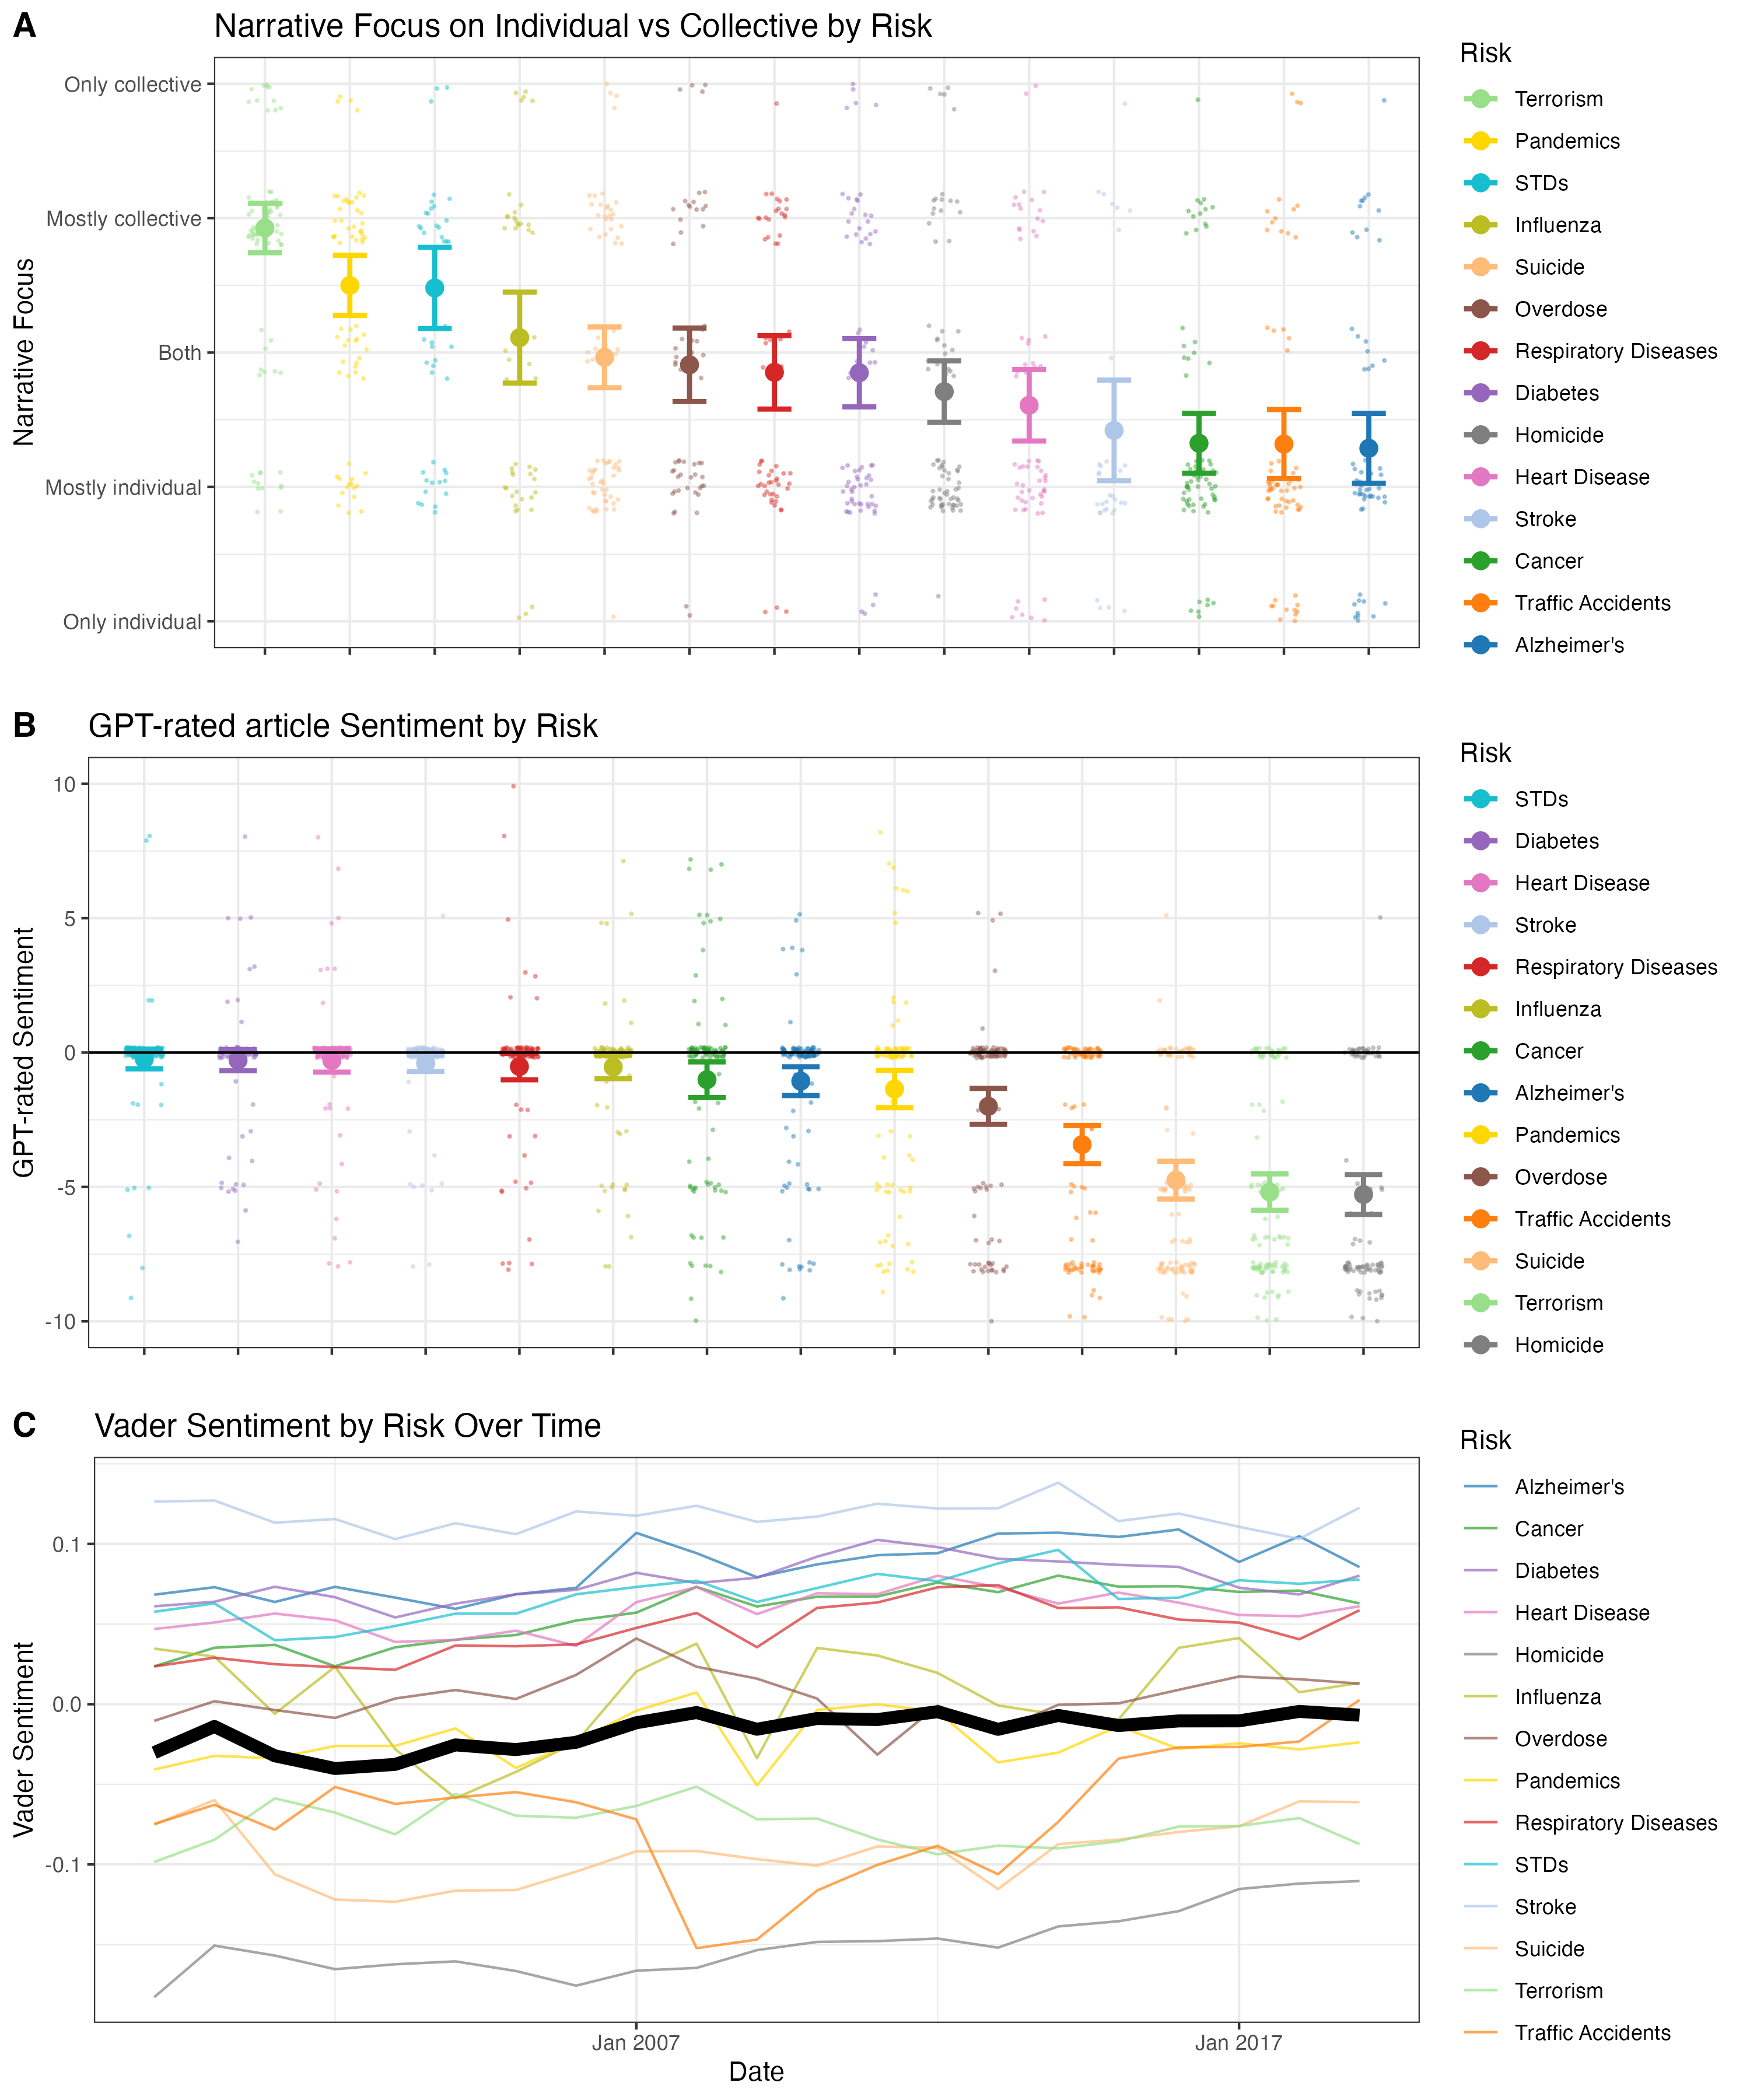 A
Narrative Focus on Individual vs Collective by Risk
Narrative Focus
Only collective
Mostly collective
Both
Mostly individual
Only individual
Risk
Terrorism
Pandemics
STDs
Influenza
Suicide
Overdose
Respiratory Diseases
Diabetes
Homicide
Heart Disease
Stroke
Cancer
Traffic Accidents
Alzheimer's
B
GPT-rated article Sentiment by Risk
GPT-rated Sentiment
10
5
0
-5
-10
Risk
STDs
Diabetes
Heart Disease
Stroke
Respiratory Diseases
Influenza
Cancer
Alzheimer's
Pandemics
Overdose
Traffic Accidents
Suicide
Terrorism
Homicide
C
Vader Sentiment by Risk Over Time
Vader Sentiment
0.1
0.0
-0.1
Jan 2007
Jan 2017
Date
Risk
Alzheimer's
Cancer
Diabetes
Heart Disease
Homicide
Influenza
Overdose
Pandemics
Respiratory Diseases
STDs
Stroke
Suicide
Terrorism
Traffic Accidents